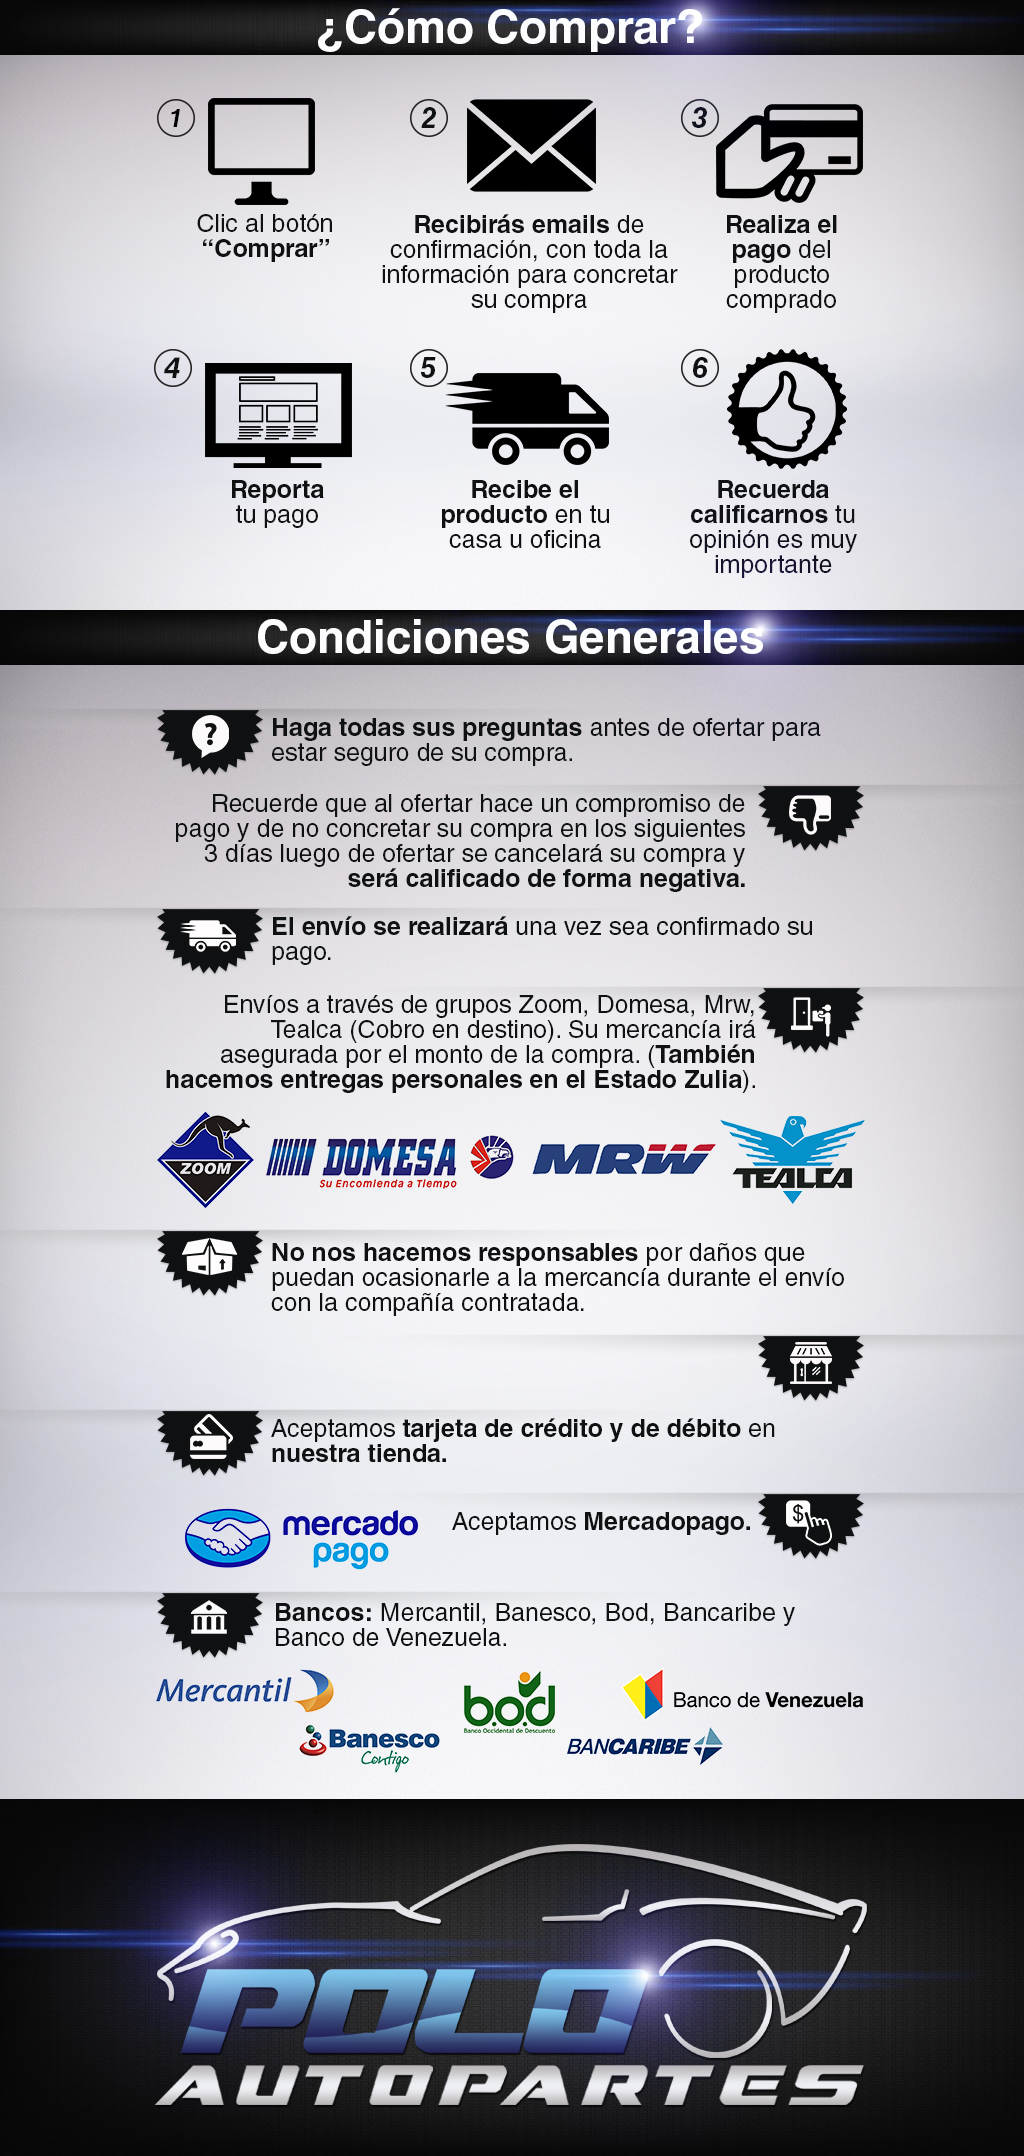 ¿Cómo Comprar?
1
Clic al botón
“Comprar”
2
Recibirás emails de
confirmación, con toda la
información para concretar
su compra
3
Realiza el
pago del
producto
comprado
4
Reporta
tu pago
5
Recibe el
producto en tu
casa u oficina
6
Recuerda
calificarnos tu
opinión es muy
importante
Condiciones Generales
?
Haga todas sus preguntas antes de ofertar para
estar seguro de su compra.
Recuerde que al ofertar hace un compromiso de
pago y de no concretar su compra en los siguientes
3 días luego de ofertar se cancelará su compra y
será calificado de forma negativa.
El envío se realizará una vez sea confirmado su
pago.
Envíos a través de grupos Zoom, Domesa, Mrw,
Tealca (Cobro en destino). Su mercancía irá
asegurada por el monto de la compra. (También
hacemos entregas personales en el Estado Zulia).
ZOOM
DOMESA
Su Encomienda a Tiempo
MRW
TEALCA
No nos hacemos responsables por daños que
puedan ocasionarle a la mercancía durante el envío
con la compañía contratada.
Aceptamos tarjeta de crédito y de débito en
nuestra tienda.
mercado
pago
Aceptamos Mercadopago.
$
Bancos: Mercantil, Banesco, Bod, Bancaribe y
Banco de Venezuela.
Mercantil
b.o.d
Banco Occidental de Descuento
Banco de Venezuela
Banesco
Contigo
BANCARIBE
POLO
AUTOPARTES